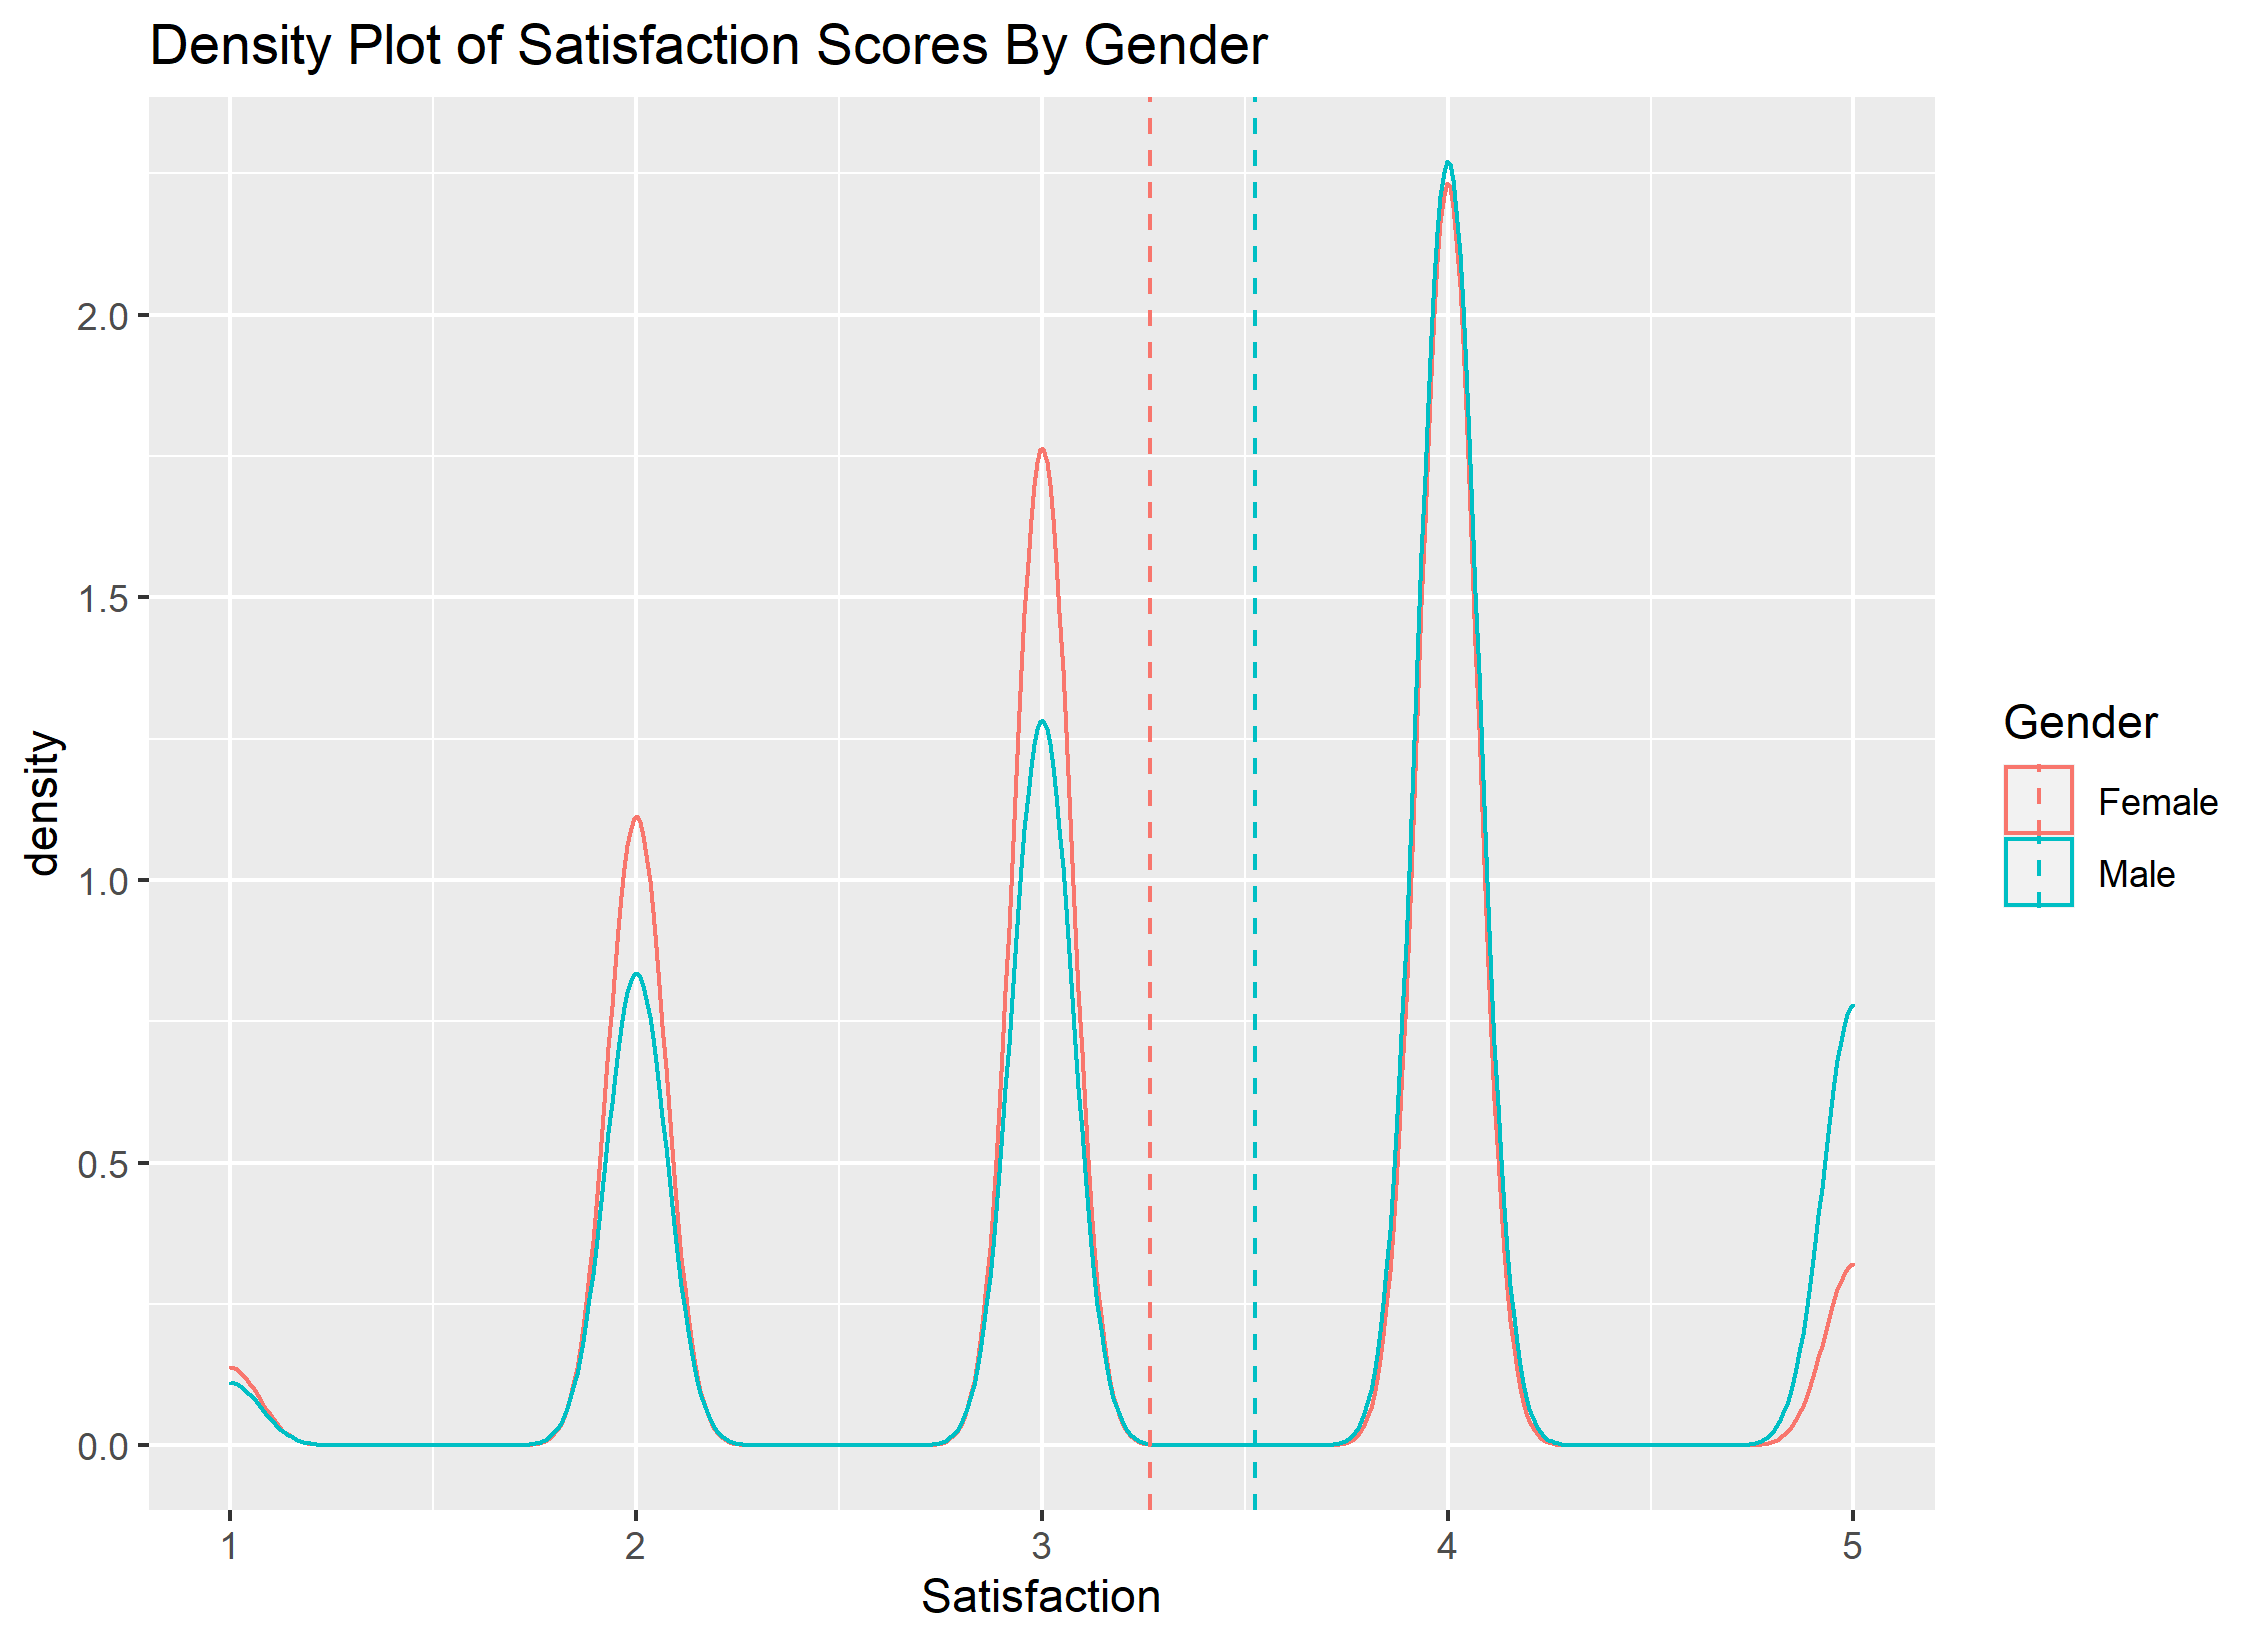 Density Plot of Satisfaction Scores By Gender
density
2.0
1.5
1.0
0.5
0.0
1 2 3 4 5
Satisfaction
Gender
Female
Male